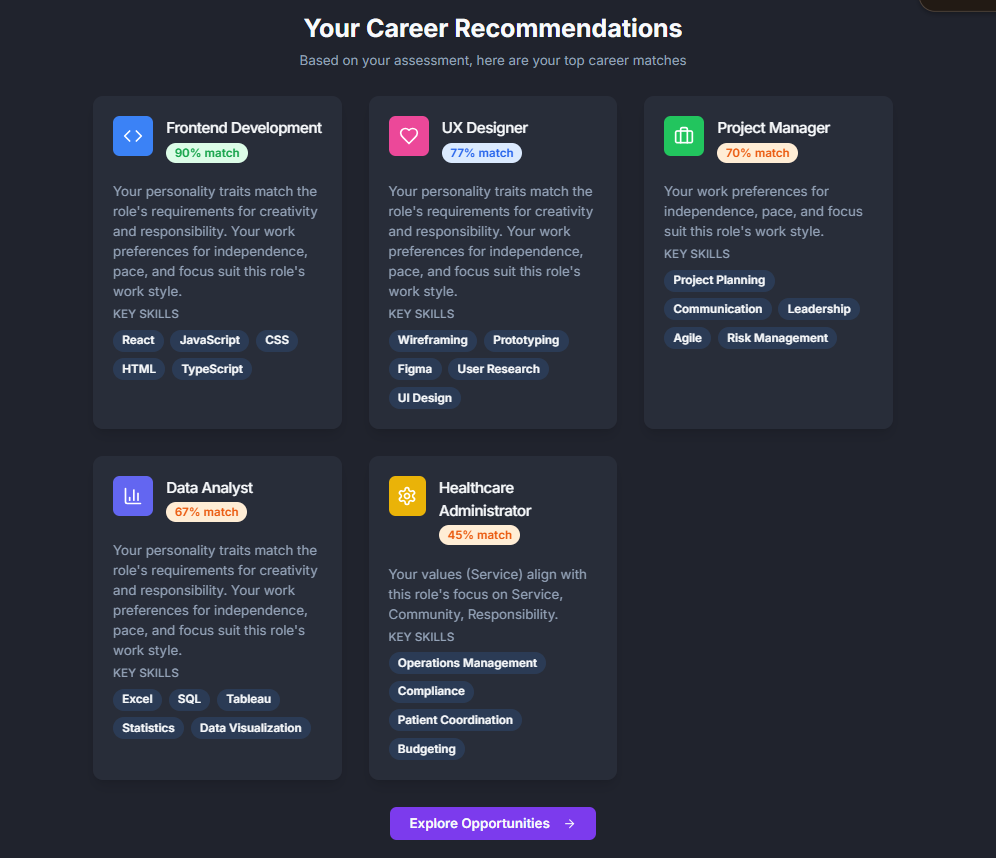 Your Career Recommendations
Based on your assessment, here are your top career matches
Frontend Development
90% match
Your personality traits match the
role's requirements for creativity
and responsibility. Your work
preferences for independence,
pace, and focus suit this role's
work style.
KEY SKILLS
React JavaScript CSS
HTML TypeScript
UX Designer
77% match
Your personality traits match the
role's requirements for creativity
and responsibility. Your work
preferences for independence,
pace, and focus suit this role's
work style.
KEY SKILLS
Wireframing Prototyping
Figma User Research
UI Design
Project Manager
70% match
Your work preferences for
independence, pace, and focus
suit this role's work style.
KEY SKILLS
Project Planning
Communication Leadership
Agile Risk Management
Data Analyst
67% match
Your personality traits match the
role's requirements for creativity
and responsibility. Your work
preferences for independence,
pace, and focus suit this role's
work style.
KEY SKILLS
Excel SQL Tableau
Statistics Data Visualization
Healthcare
Administrator
45% match
Your values (Service) align with
this role's focus on Service,
Community, Responsibility.
KEY SKILLS
Operations Management
Compliance
Patient Coordination
Budgeting
Explore Opportunities →